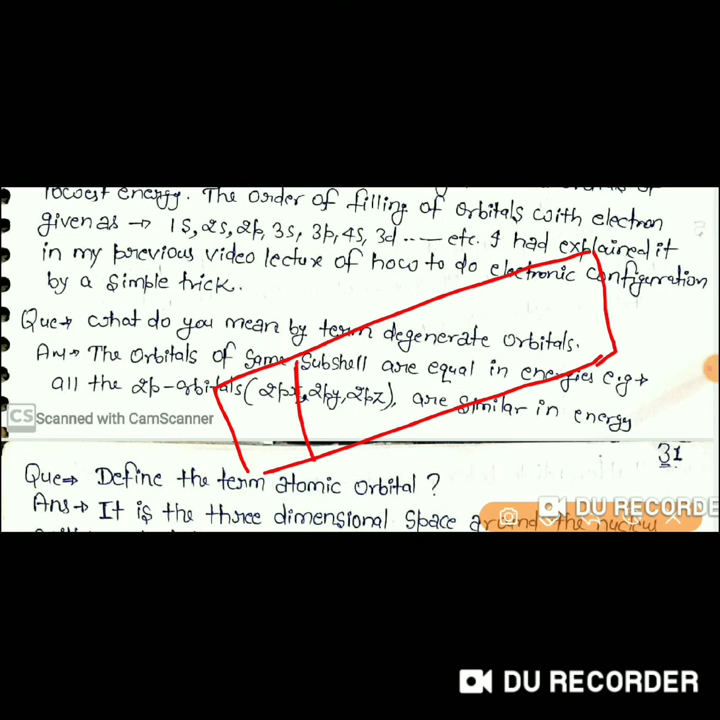 lowest energy. The order of filling of orbitals with electron
given as → 1s, 2s, 2p, 3s, 3p, 4s, 3d ..... etc. I had explained it
in my previous video lecture of how to do electronic configuration
by a simple trick.
Que → What do you mean by term degenerate orbitals.
Ans → The Orbitals of same subshell are equal in energies e.g →
all the 2p-orbitals (2px, 2py, 2pz), are similar in energy
CS Scanned with CamScanner
31
Que → Define the term atomic orbital ?
Ans → It is the three dimensional space around the nucleus
DU RECORDE
DU RECORDER